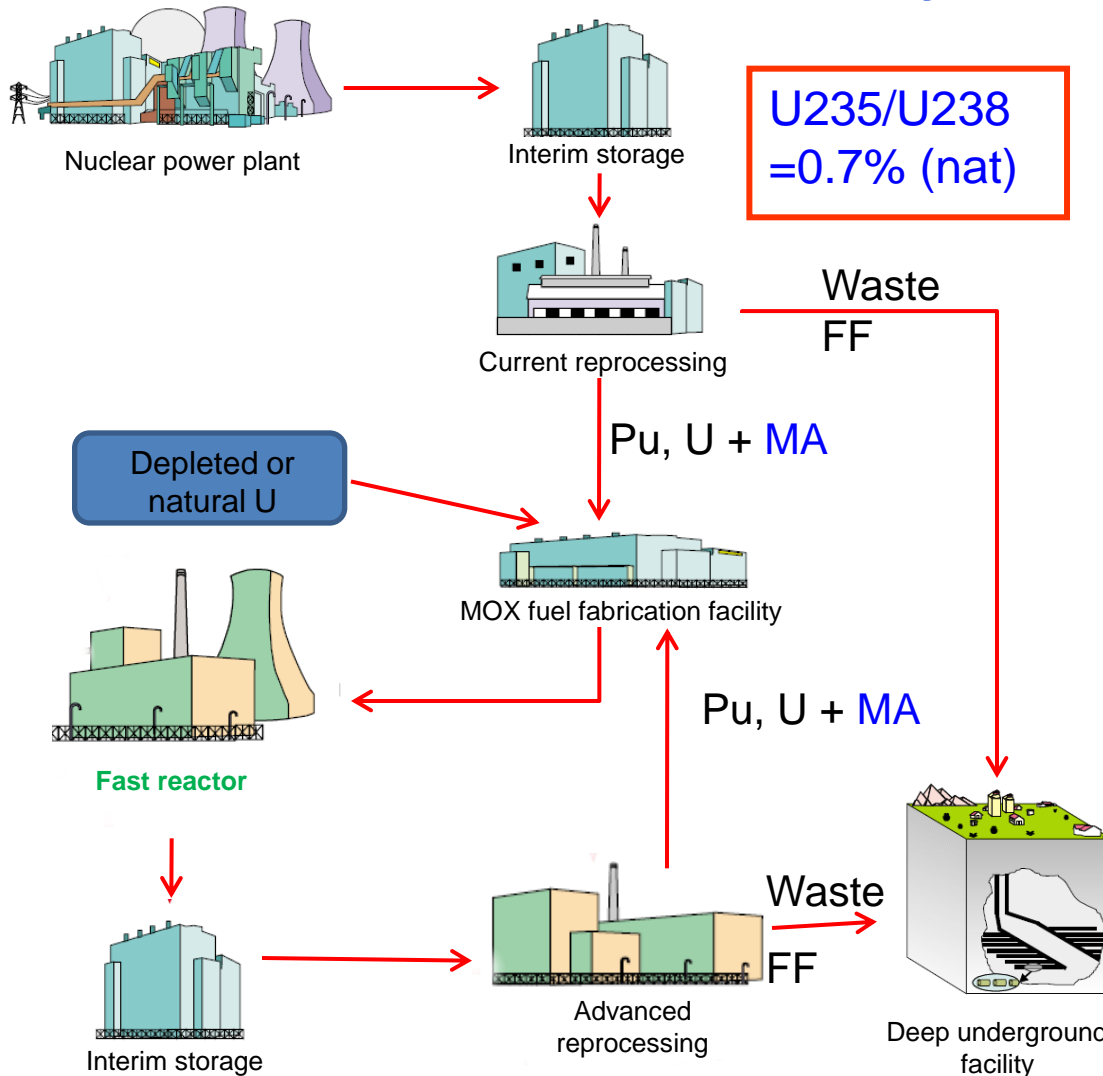 Nuclear power plant
Interim storage
U235/U238
=0.7% (nat)
Current reprocessing
Waste
FF
Pu, U + MA
Depleted or
natural U
MOX fuel fabrication facility
Fast reactor
Pu, U + MA
Interim storage
Advanced
reprocessing
Waste
FF
Deep underground
facility